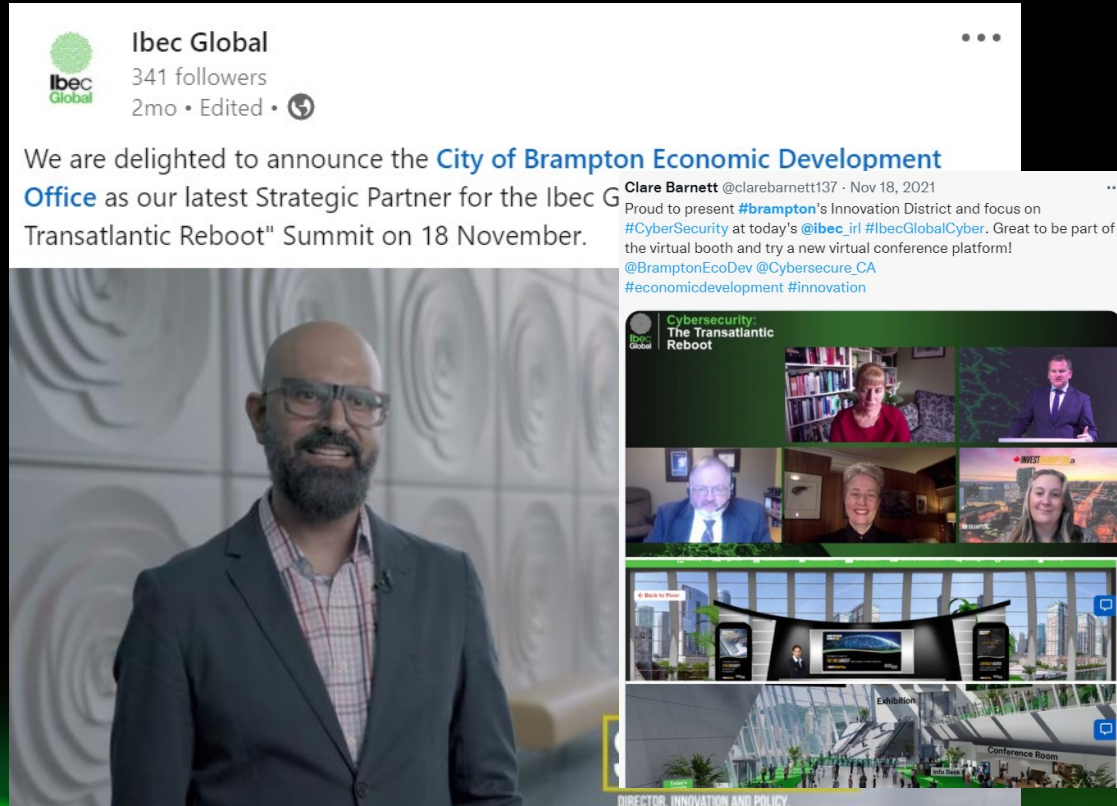 Ibec Global
341 followers
2mo • Edited •
Ibec
Global
We are delighted to announce the City of Brampton Economic Development
Office as our latest Strategic Partner for the Ibec G
Transatlantic Reboot" Summit on 18 November.
Clare Barnett @clarebarnett137 · Nov 18, 2021
Proud to present #brampton's Innovation District and focus on
#CyberSecurity at today's @ibec_irl #IbecGlobalCyber. Great to be part of
the virtual booth and try a new virtual conference platform!
@BramptonEcoDev @Cybersecure_CA
#economicdevelopment #innovation
Ibec
Global
Cybersecurity:
The Transatlantic
Reboot
INVESTBRAMPTON.CA
Back to Floor
Exhibition
Conference Room
Info Desk
DIRECTOR, INNOVATION AND POLICY,